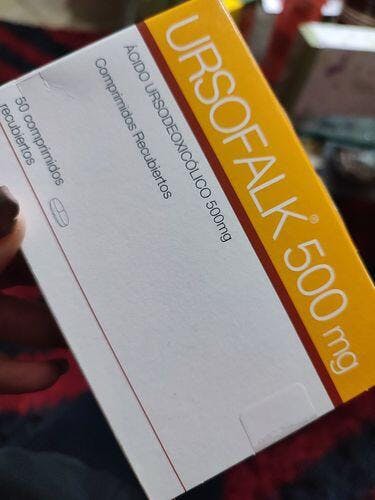 URSOFALK® 500 mg
ÁCIDO URSODEOXICÓLICO 500mg
Comprimidos Recubiertos
50 comprimidos
recubiertos